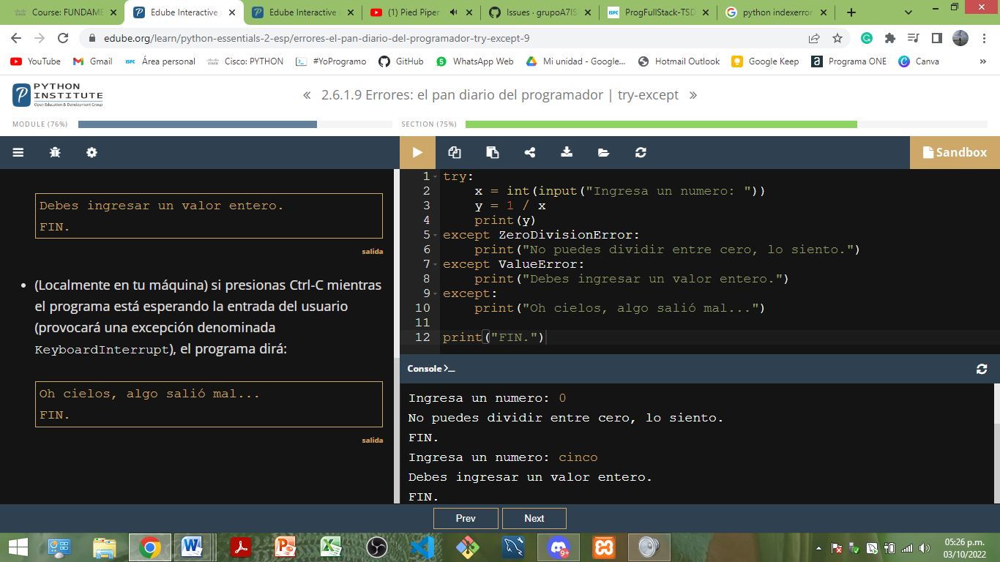 Course: FUNDAME
Edube Interactive
Edube Interactive
(1) Pied Piper
Issues · grupoA7IS
ISPC ProgFullStack-TSD
python indexerror
edube.org/learn/python-essentials-2-esp/errores-el-pan-diario-del-programador-try-except-9
YouTube
Gmail
ISPC Área personal
Cisco: PYTHON
#YoProgramo
GitHub
5 WhatsApp Web
Mi unidad - Google...
Hotmail Outlook
Google Keep
a Programa ONE
Canva
»
PYTHON
INSTITUTE
Open Education & Development Group
« 2.6.1.9 Errores: el pan diario del programador | try-except »
MODULE (76%)
SECTION (75%)
Sandbox
Debes ingresar un valor entero.
FIN.
salida
• (Localmente en tu máquina) si presionas Ctrl-C mientras
el programa está esperando la entrada del usuario
(provocará una excepción denominada
KeyboardInterrupt), el programa dirá:
Oh cielos, algo salió mal...
FIN.
salida
1 try:
2     x = int(input("Ingresa un numero: "))
3     y = 1 / x
4     print(y)
5 except ZeroDivisionError:
6     print("No puedes dividir entre cero, lo siento.")
7 except ValueError:
8     print("Debes ingresar un valor entero.")
9 except:
10     print("Oh cielos, algo salió mal...")
11
12 print("FIN.")
Console >_
Ingresa un numero: 0
No puedes dividir entre cero, lo siento.
FIN.
Ingresa un numero: cinco
Debes ingresar un valor entero.
FIN.
Prev
Next
9+
05:26 p.m.
03/10/2022